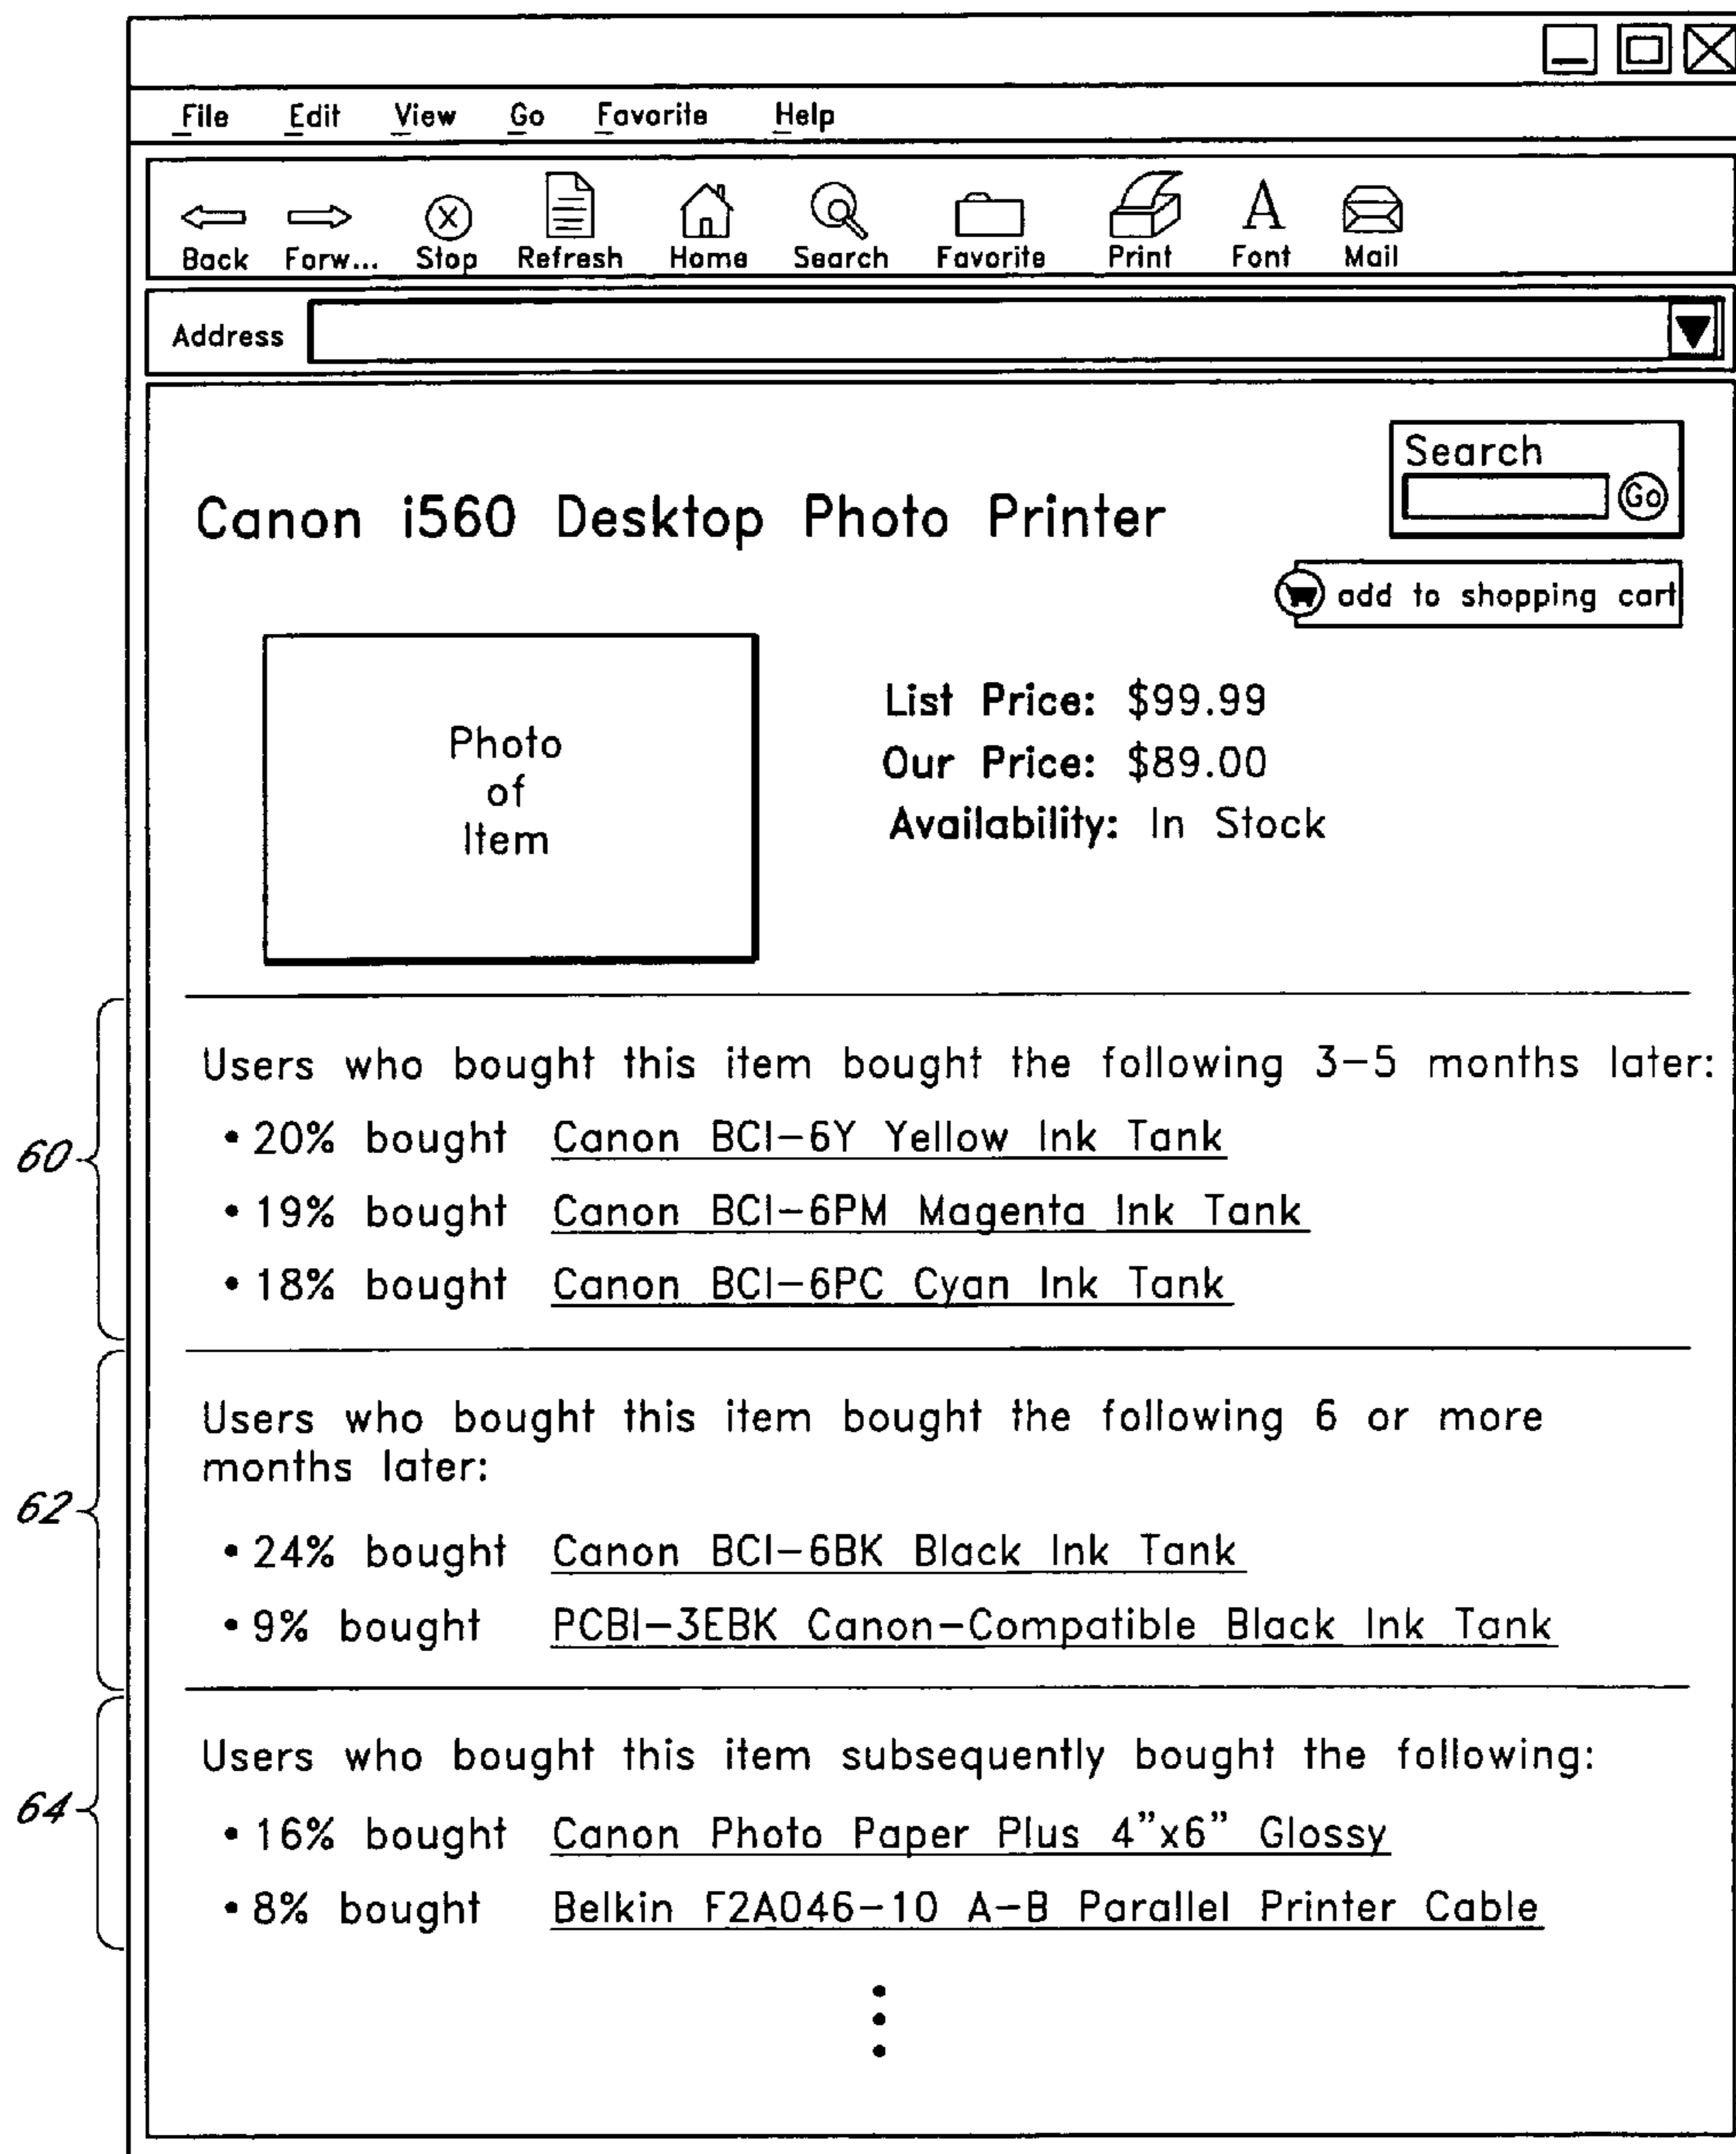 File Edit View Go Favorite Help
Back Forw... Stop Refresh Home Search Favorite Print Font Mail
Address
Search
Go
Canon i560 Desktop Photo Printer
add to shopping cart
Photo
of
Item
List Price: $99.99
Our Price: $89.00
Availability: In Stock
60
Users who bought this item bought the following 3-5 months later:
• 20% bought Canon BCI-6Y Yellow Ink Tank
• 19% bought Canon BCI-6PM Magenta Ink Tank
• 18% bought Canon BCI-6PC Cyan Ink Tank
62
Users who bought this item bought the following 6 or more
months later:
• 24% bought Canon BCI-6BK Black Ink Tank
• 9% bought PCBI-3EBK Canon-Compatible Black Ink Tank
64
Users who bought this item subsequently bought the following:
• 16% bought Canon Photo Paper Plus 4”x6” Glossy
• 8% bought Belkin F2A046-10 A-B Parallel Printer Cable